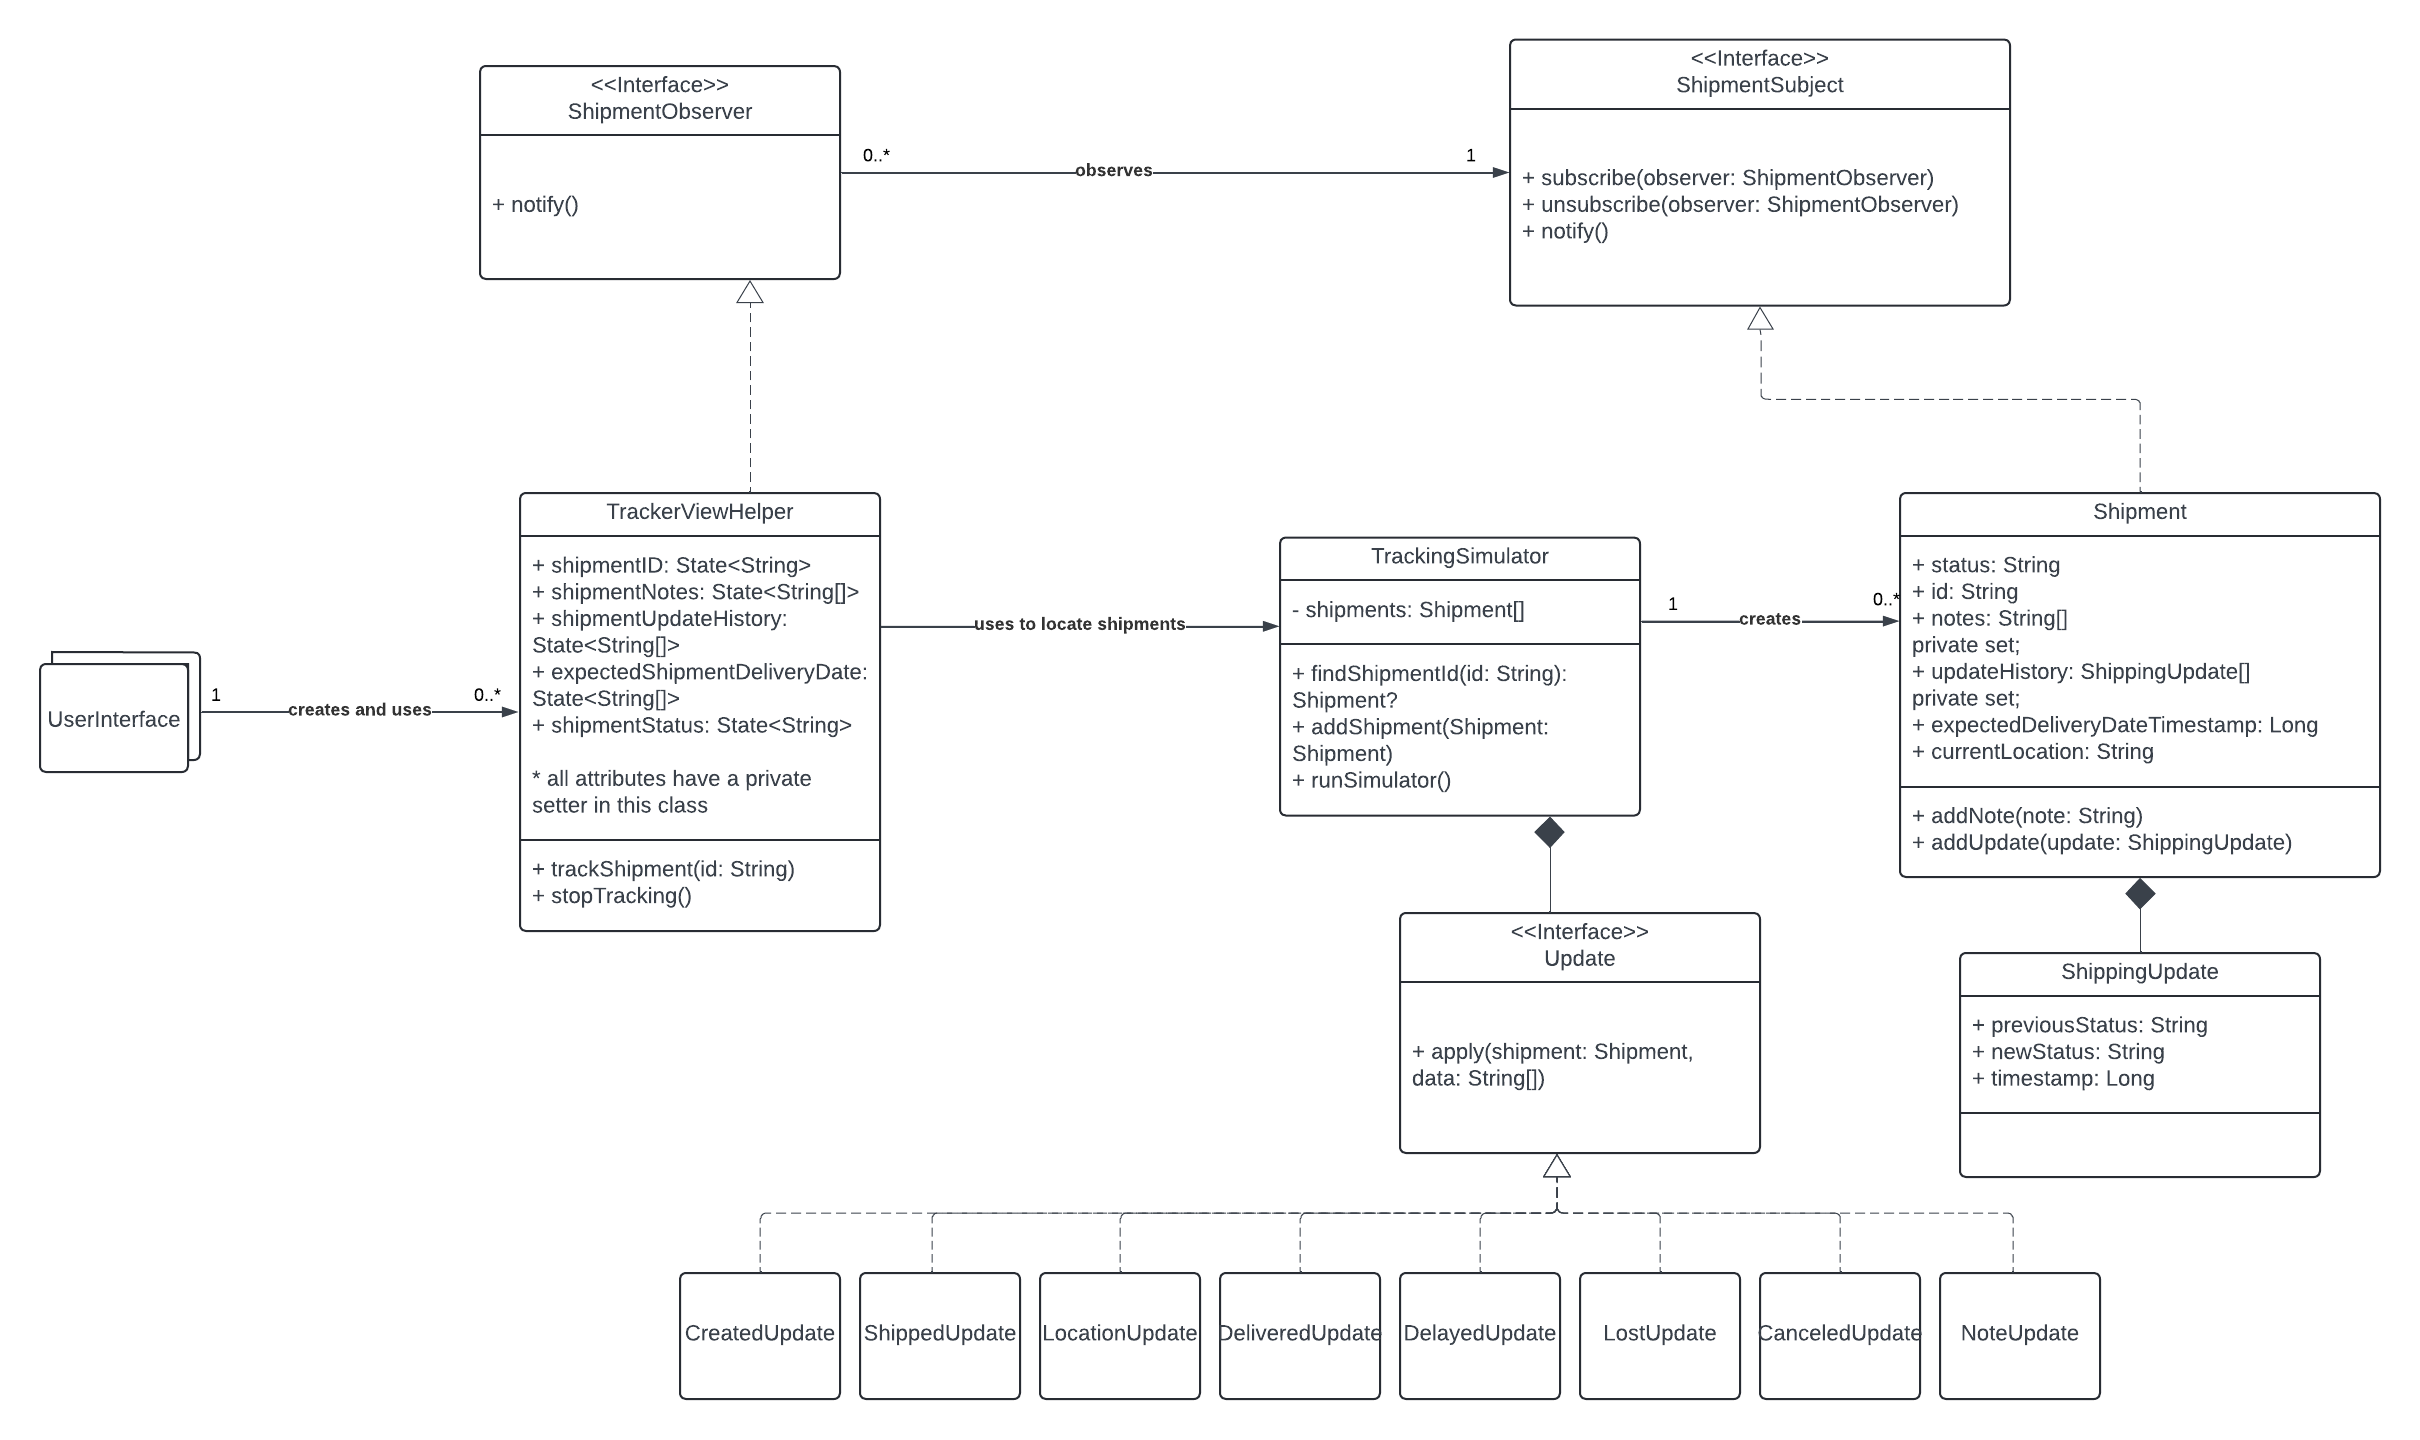 <<Interface>>
ShipmentObserver
+ notify()
0..*
observes
1
<<Interface>>
ShipmentSubject
+ subscribe(observer: ShipmentObserver)
+ unsubscribe(observer: ShipmentObserver)
+ notify()
UserInterface
1
creates and uses
0..*
TrackerViewHelper
+ shipmentID: State<String>
+ shipmentNotes: State<String[]>
+ shipmentUpdateHistory:
State<String[]>
+ expectedShipmentDeliveryDate:
State<String[]>
+ shipmentStatus: State<String>
* all attributes have a private
setter in this class
+ trackShipment(id: String)
+ stopTracking()
uses to locate shipments
TrackingSimulator
- shipments: Shipment[]
+ findShipmentId(id: String):
Shipment?
+ addShipment(Shipment:
Shipment)
+ runSimulator()
1
creates
0..*
Shipment
+ status: String
+ id: String
+ notes: String[]
private set;
+ updateHistory: ShippingUpdate[]
private set;
+ expectedDeliveryDateTimestamp: Long
+ currentLocation: String
+ addNote(note: String)
+ addUpdate(update: ShippingUpdate)
<<Interface>>
Update
+ apply(shipment: Shipment,
data: String[])
ShippingUpdate
+ previousStatus: String
+ newStatus: String
+ timestamp: Long
CreatedUpdate
ShippedUpdate
LocationUpdate
DeliveredUpdate
DelayedUpdate
LostUpdate
CanceledUpdate
NoteUpdate